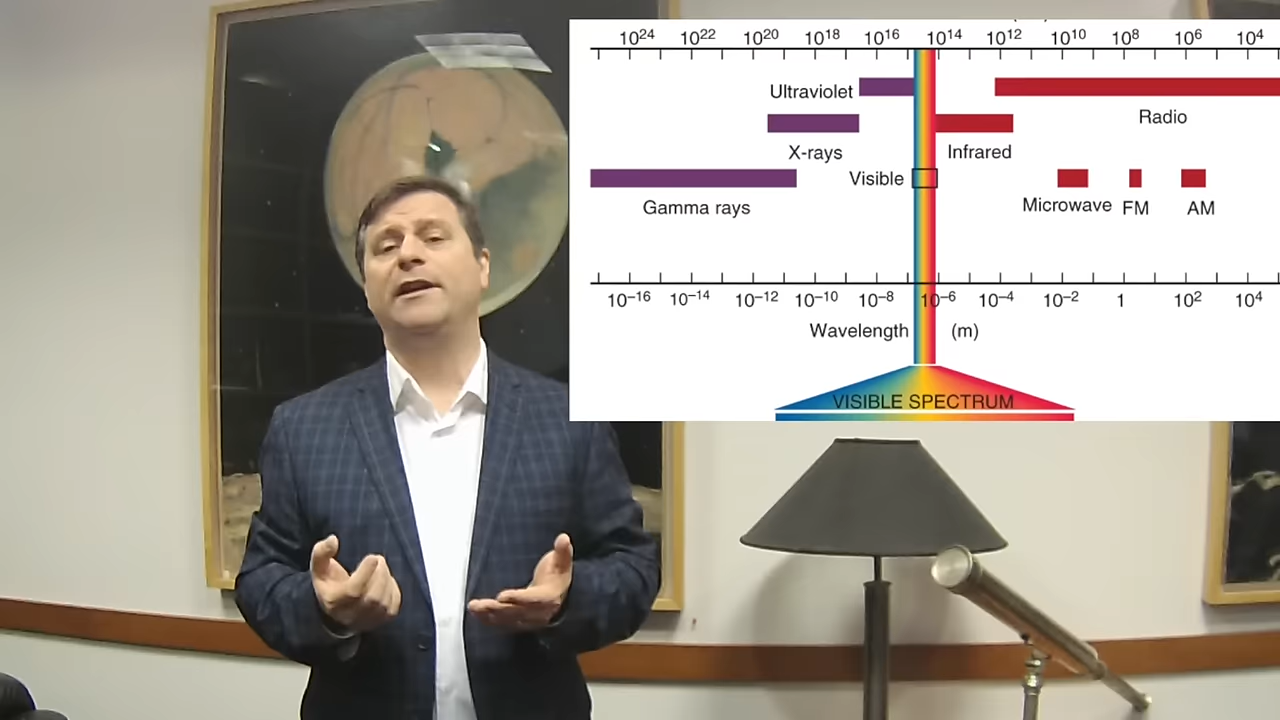 10²⁴ 10²² 10²⁰ 10¹⁸ 10¹⁶ 10¹⁴ 10¹² 10¹⁰ 10⁸ 10⁶ 10⁴
Ultraviolet
Radio
X-rays
Infrared
Visible
Gamma rays
Microwave FM AM
10⁻¹⁶ 10⁻¹⁴ 10⁻¹² 10⁻¹⁰ 10⁻⁸ 10⁻⁶ 10⁻⁴ 10⁻² 1 10² 10⁴
Wavelength (m)
VISIBLE SPECTRUM